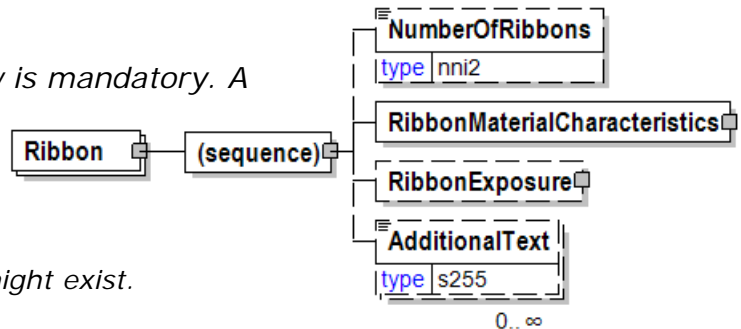 NumberOfRibbons
type nni2
is mandatory. A
RibbonMaterialCharacteristics
Ribbon
(sequence)
RibbonExposure
AdditionalText
type s255
might exist.
0..∞